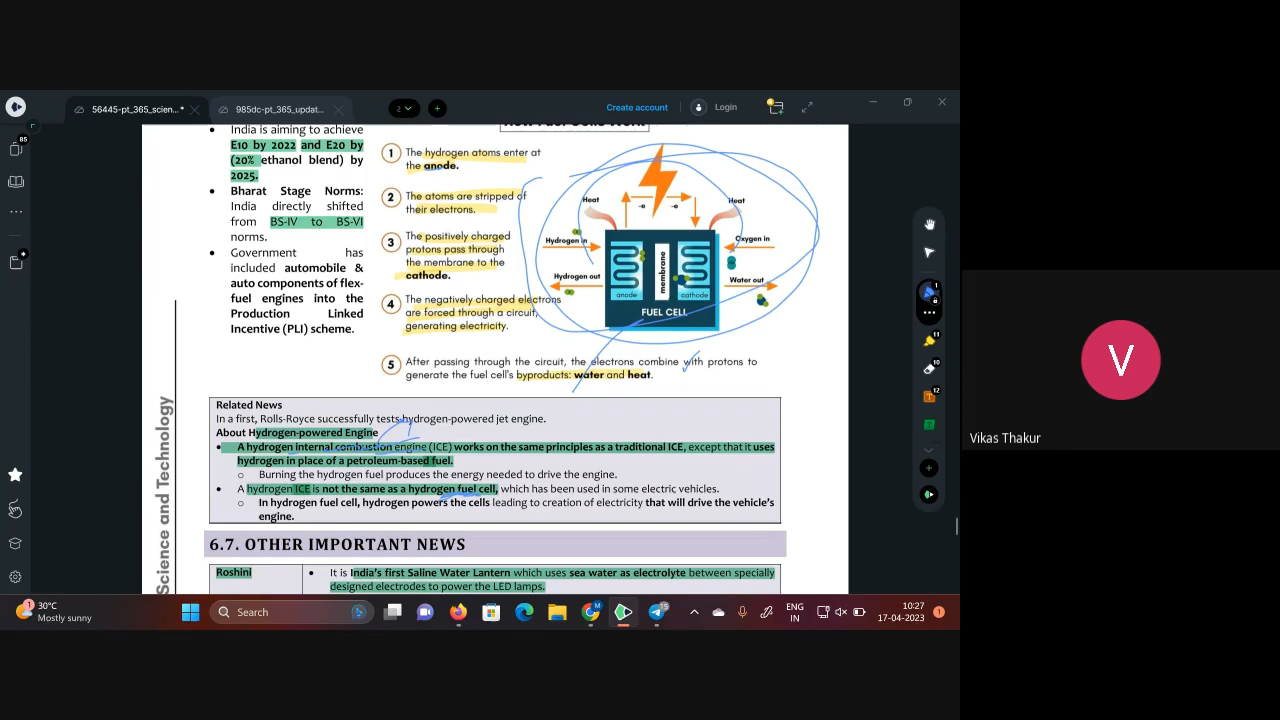 56445-pt_365_scien...*
985dc-pt_365_updat...
2
Create account
Login
85
India is aiming to achieve
E10 by 2022 and E20 by
(20% ethanol blend) by
2025.
Bharat Stage Norms:
India directly shifted
from BS-IV to BS-VI
norms.
Government has
included automobile &
auto components of flex-
fuel engines into the
Production Linked
Incentive (PLI) scheme.
How Fuel Cells Work
1 The hydrogen atoms enter at
the anode.
2 The atoms are stripped of
their electrons.
3 The positively charged
protons pass through
the membrane to the
cathode.
4 The negatively charged electrons
are forced through a circuit,
generating electricity.
5 After passing through the circuit, the electrons combine with protons to
generate the fuel cell's byproducts: water and heat.
Heat
-e
-e
Heat
Hydrogen in
Oxygen in
Hydrogen out
Water out
anode
membrane
cathode
FUEL CELL
Related News
In a first, Rolls-Royce successfully tests hydrogen-powered jet engine.
About Hydrogen-powered Engine
A hydrogen internal combustion engine (ICE) works on the same principles as a traditional ICE, except that it uses
hydrogen in place of a petroleum-based fuel.
Burning the hydrogen fuel produces the energy needed to drive the engine.
A hydrogen ICE is not the same as a hydrogen fuel cell, which has been used in some electric vehicles.
In hydrogen fuel cell, hydrogen powers the cells leading to creation of electricity that will drive the vehicle's
engine.
6.7. OTHER IMPORTANT NEWS
Roshini
It is India's first Saline Water Lantern which uses sea water as electrolyte between specially
designed electrodes to power the LED lamps.
Science and Technology
1
11
10
12
V
Vikas Thakur
1
30°C
Mostly sunny
Search
15
ENG
IN
10:27
17-04-2023
1